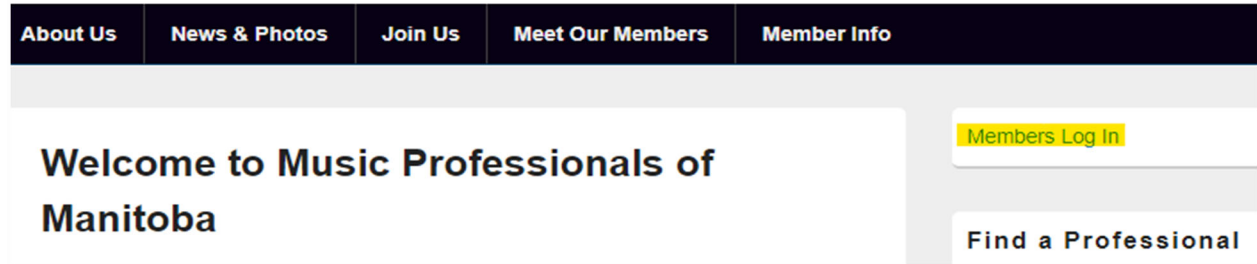 About Us News & Photos Join Us Meet Our Members Member Info
Welcome to Music Professionals of
Manitoba
Members Log In
Find a Professional